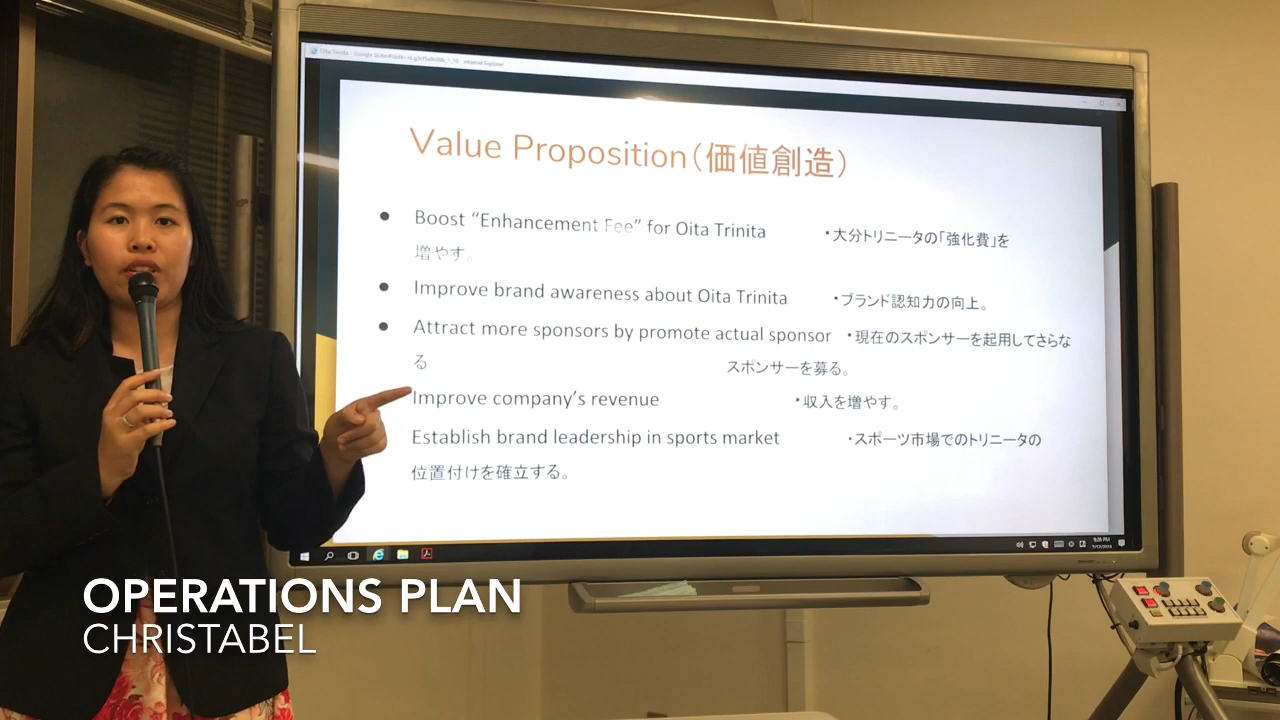 Value Proposition（価値創造）
● Boost “Enhancement Fee” for Oita Trinita ・大分トリニータの「強化費」を
増やす。
● Improve brand awareness about Oita Trinita ・ブランド認知力の向上。
● Attract more sponsors by promote actual sponsor ・現在のスポンサーを起用してさらな
る スポンサーを募る。
Improve company’s revenue ・収入を増やす。
Establish brand leadership in sports market ・スポーツ市場でのトリニータの
位置付けを確立する。
OPERATIONS PLAN
CHRISTABEL